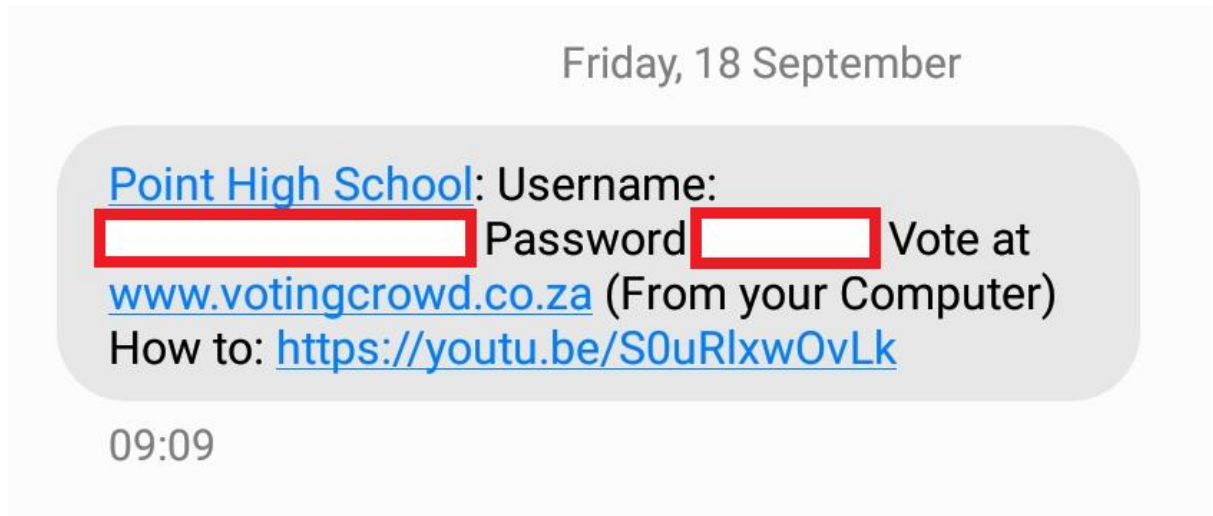 Friday, 18 September
Point High School: Username:
Password Vote at
www.votingcrowd.co.za (From your Computer)
How to: https://youtu.be/S0uRlxwOvLk
09:09